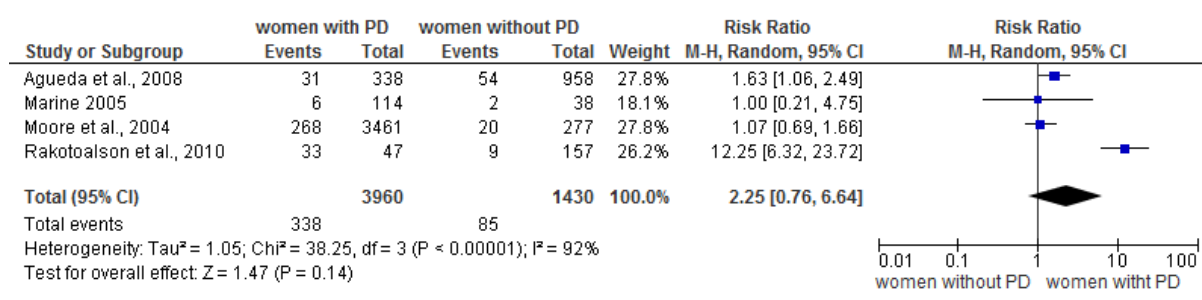 women with PD women without PD Risk Ratio Risk Ratio
Study or Subgroup Events Total Events Total Weight M-H, Random, 95% CI M-H, Random, 95% CI
Agueda et al., 2008 31 338 54 958 27.8% 1.63 [1.06, 2.49]
Marine 2005 6 114 2 38 18.1% 1.00 [0.21, 4.75]
Moore et al., 2004 268 3461 20 277 27.8% 1.07 [0.69, 1.66]
Rakotoalson et al., 2010 33 47 9 157 26.2% 12.25 [6.32, 23.72]
Total (95% CI) 3960 1430 100.0% 2.25 [0.76, 6.64]
Total events 338 85
Heterogeneity: Tau² = 1.05; Chi² = 38.25, df = 3 (P < 0.00001); I² = 92%
Test for overall effect: Z = 1.47 (P = 0.14)
0.01 0.1 1 10 100
women without PD women witht PD